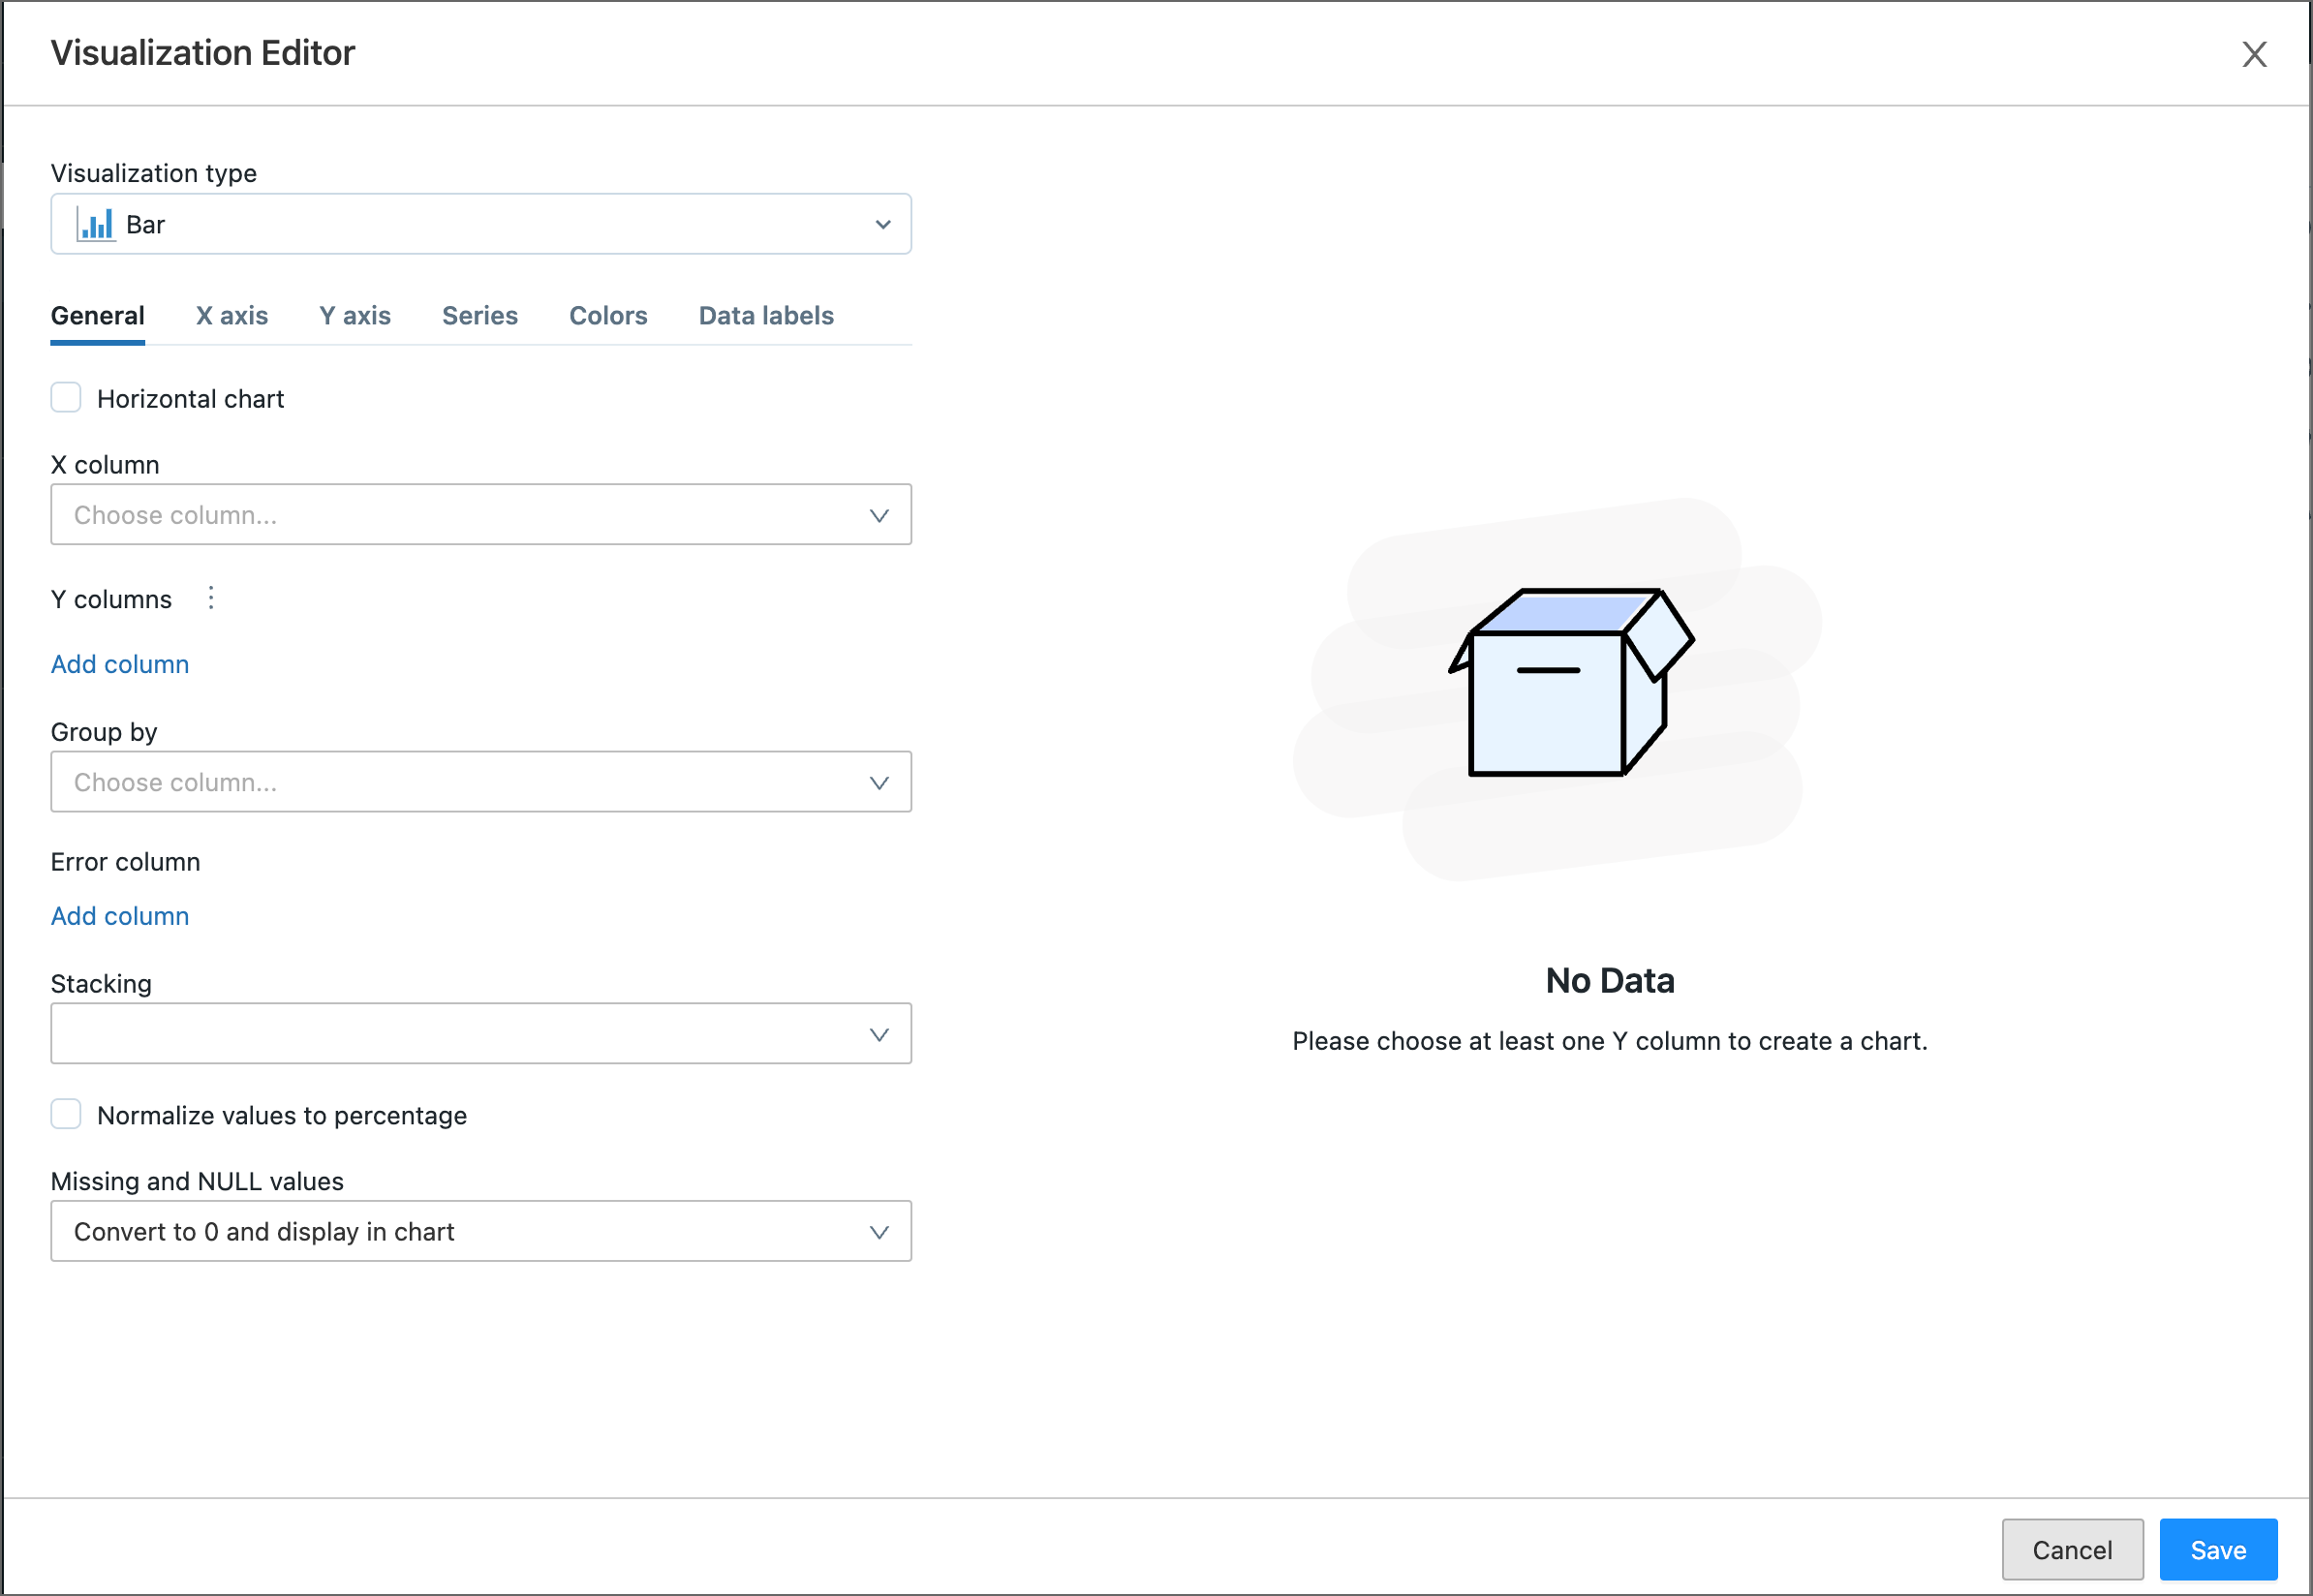 Visualization Editor
Visualization type
Bar
General X axis Y axis Series Colors Data labels
Horizontal chart
X column
Choose column...
Y columns
Add column
Group by
Choose column...
Error column
Add column
Stacking
Normalize values to percentage
Missing and NULL values
Convert to 0 and display in chart
No Data
Please choose at least one Y column to create a chart.
Cancel Save